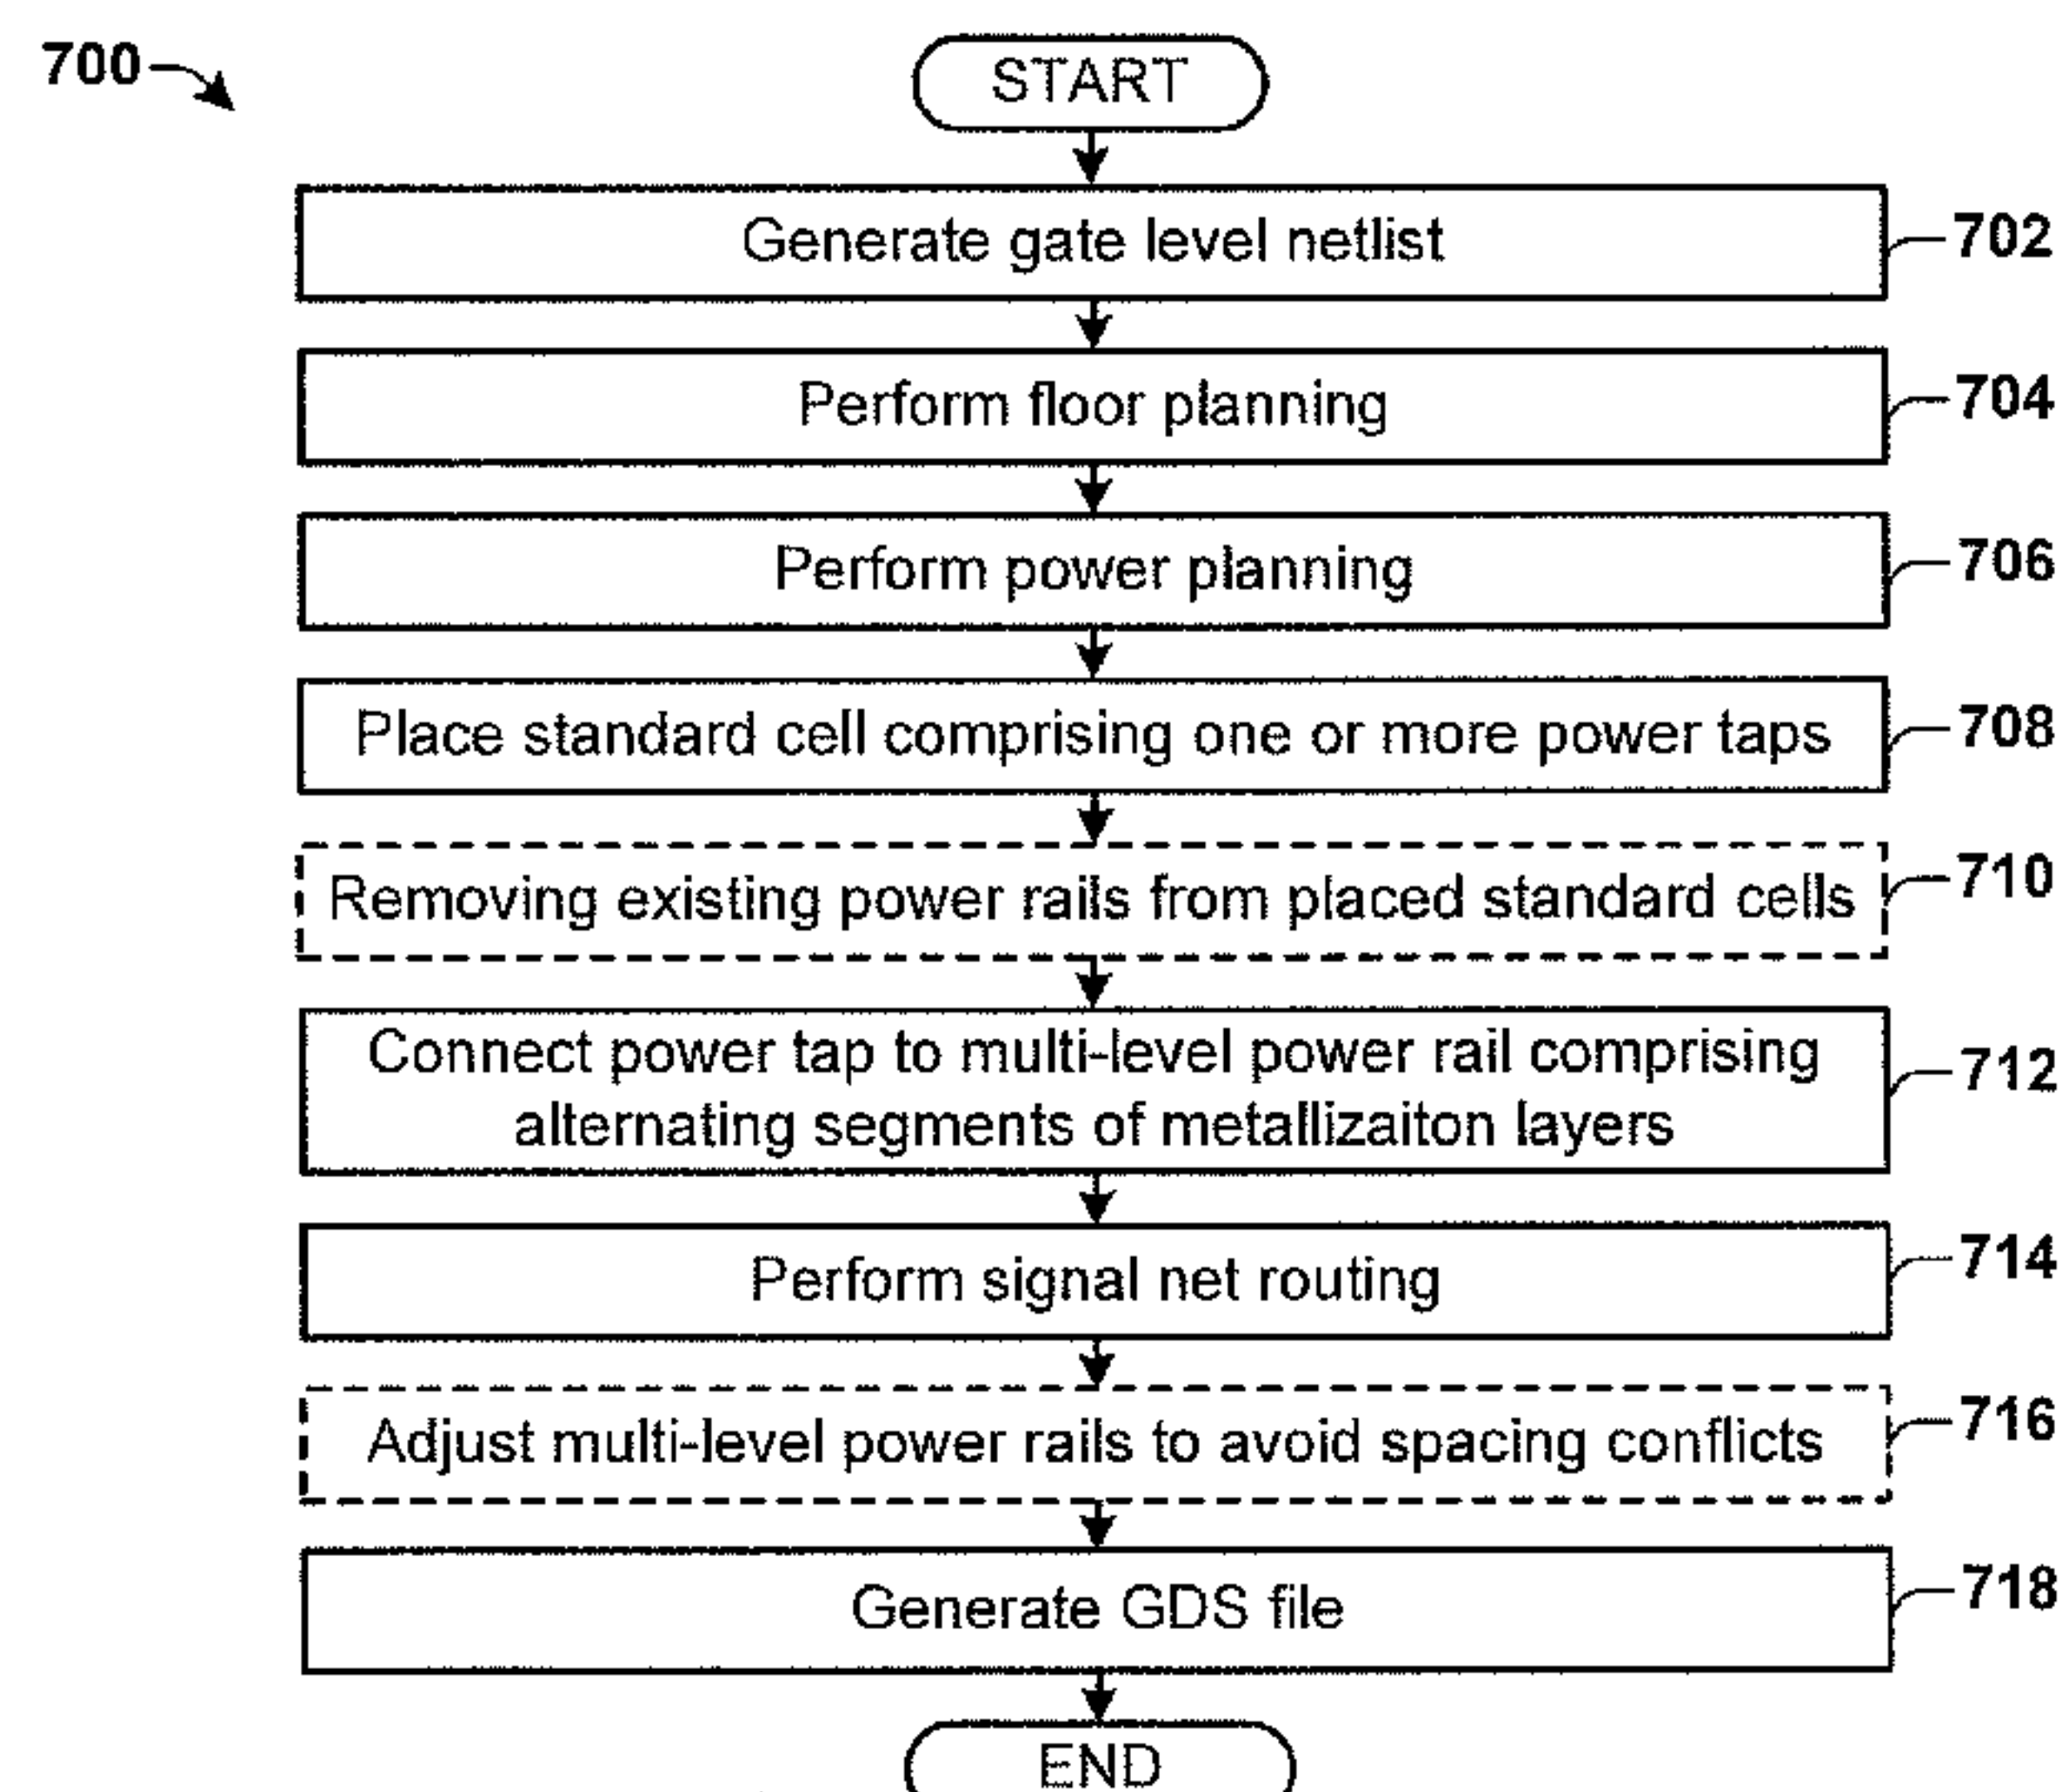 700
START
Generate gate level netlist
702
Perform floor planning
704
Perform power planning
706
Place standard cell comprising one or more power taps
708
Removing existing power rails from placed standard cells
710
Connect power tap to multi-level power rail comprising
alternating segments of metallizaiton layers
712
Perform signal net routing
714
Adjust multi-level power rails to avoid spacing conflicts
716
Generate GDS file
718
END